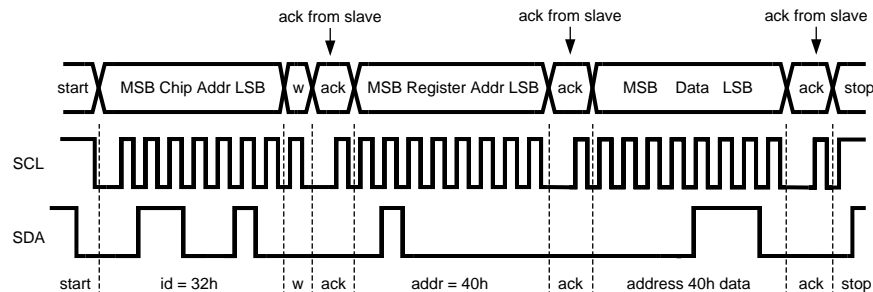 ack from slave ack from slave ack from slave
start MSB Chip Addr LSB w ack MSB Register Addr LSB ack MSB Data LSB ack stop
SCL
SDA
start id = 32h w ack addr = 40h ack address 40h data ack stop